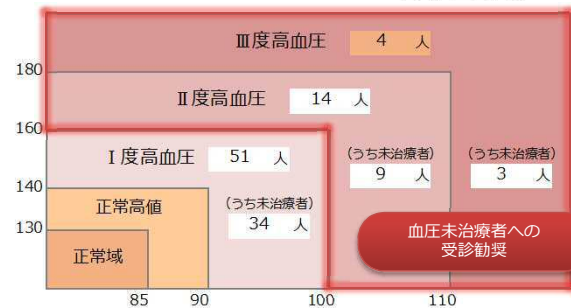 Ⅲ度高血圧 4 人
180
Ⅱ度高血圧 14 人
160
Ⅰ度高血圧 51 人
(うち未治療者)
9 人
(うち未治療者)
3 人
140
正常高値
(うち未治療者)
34 人
130
正常域
血圧未治療者への
受診勧奨
85 90 100 110